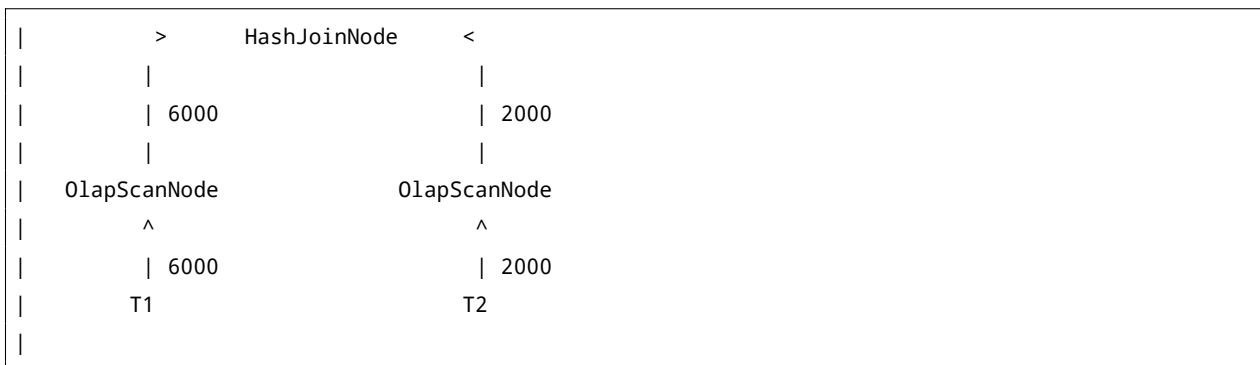 |          >      HashJoinNode     <
|         |                         |
|         | 6000                    | 2000
|         |                         |
|   OlapScanNode              OlapScanNode
|         ^                         ^
|         | 6000                    | 2000
|        T1                        T2
|